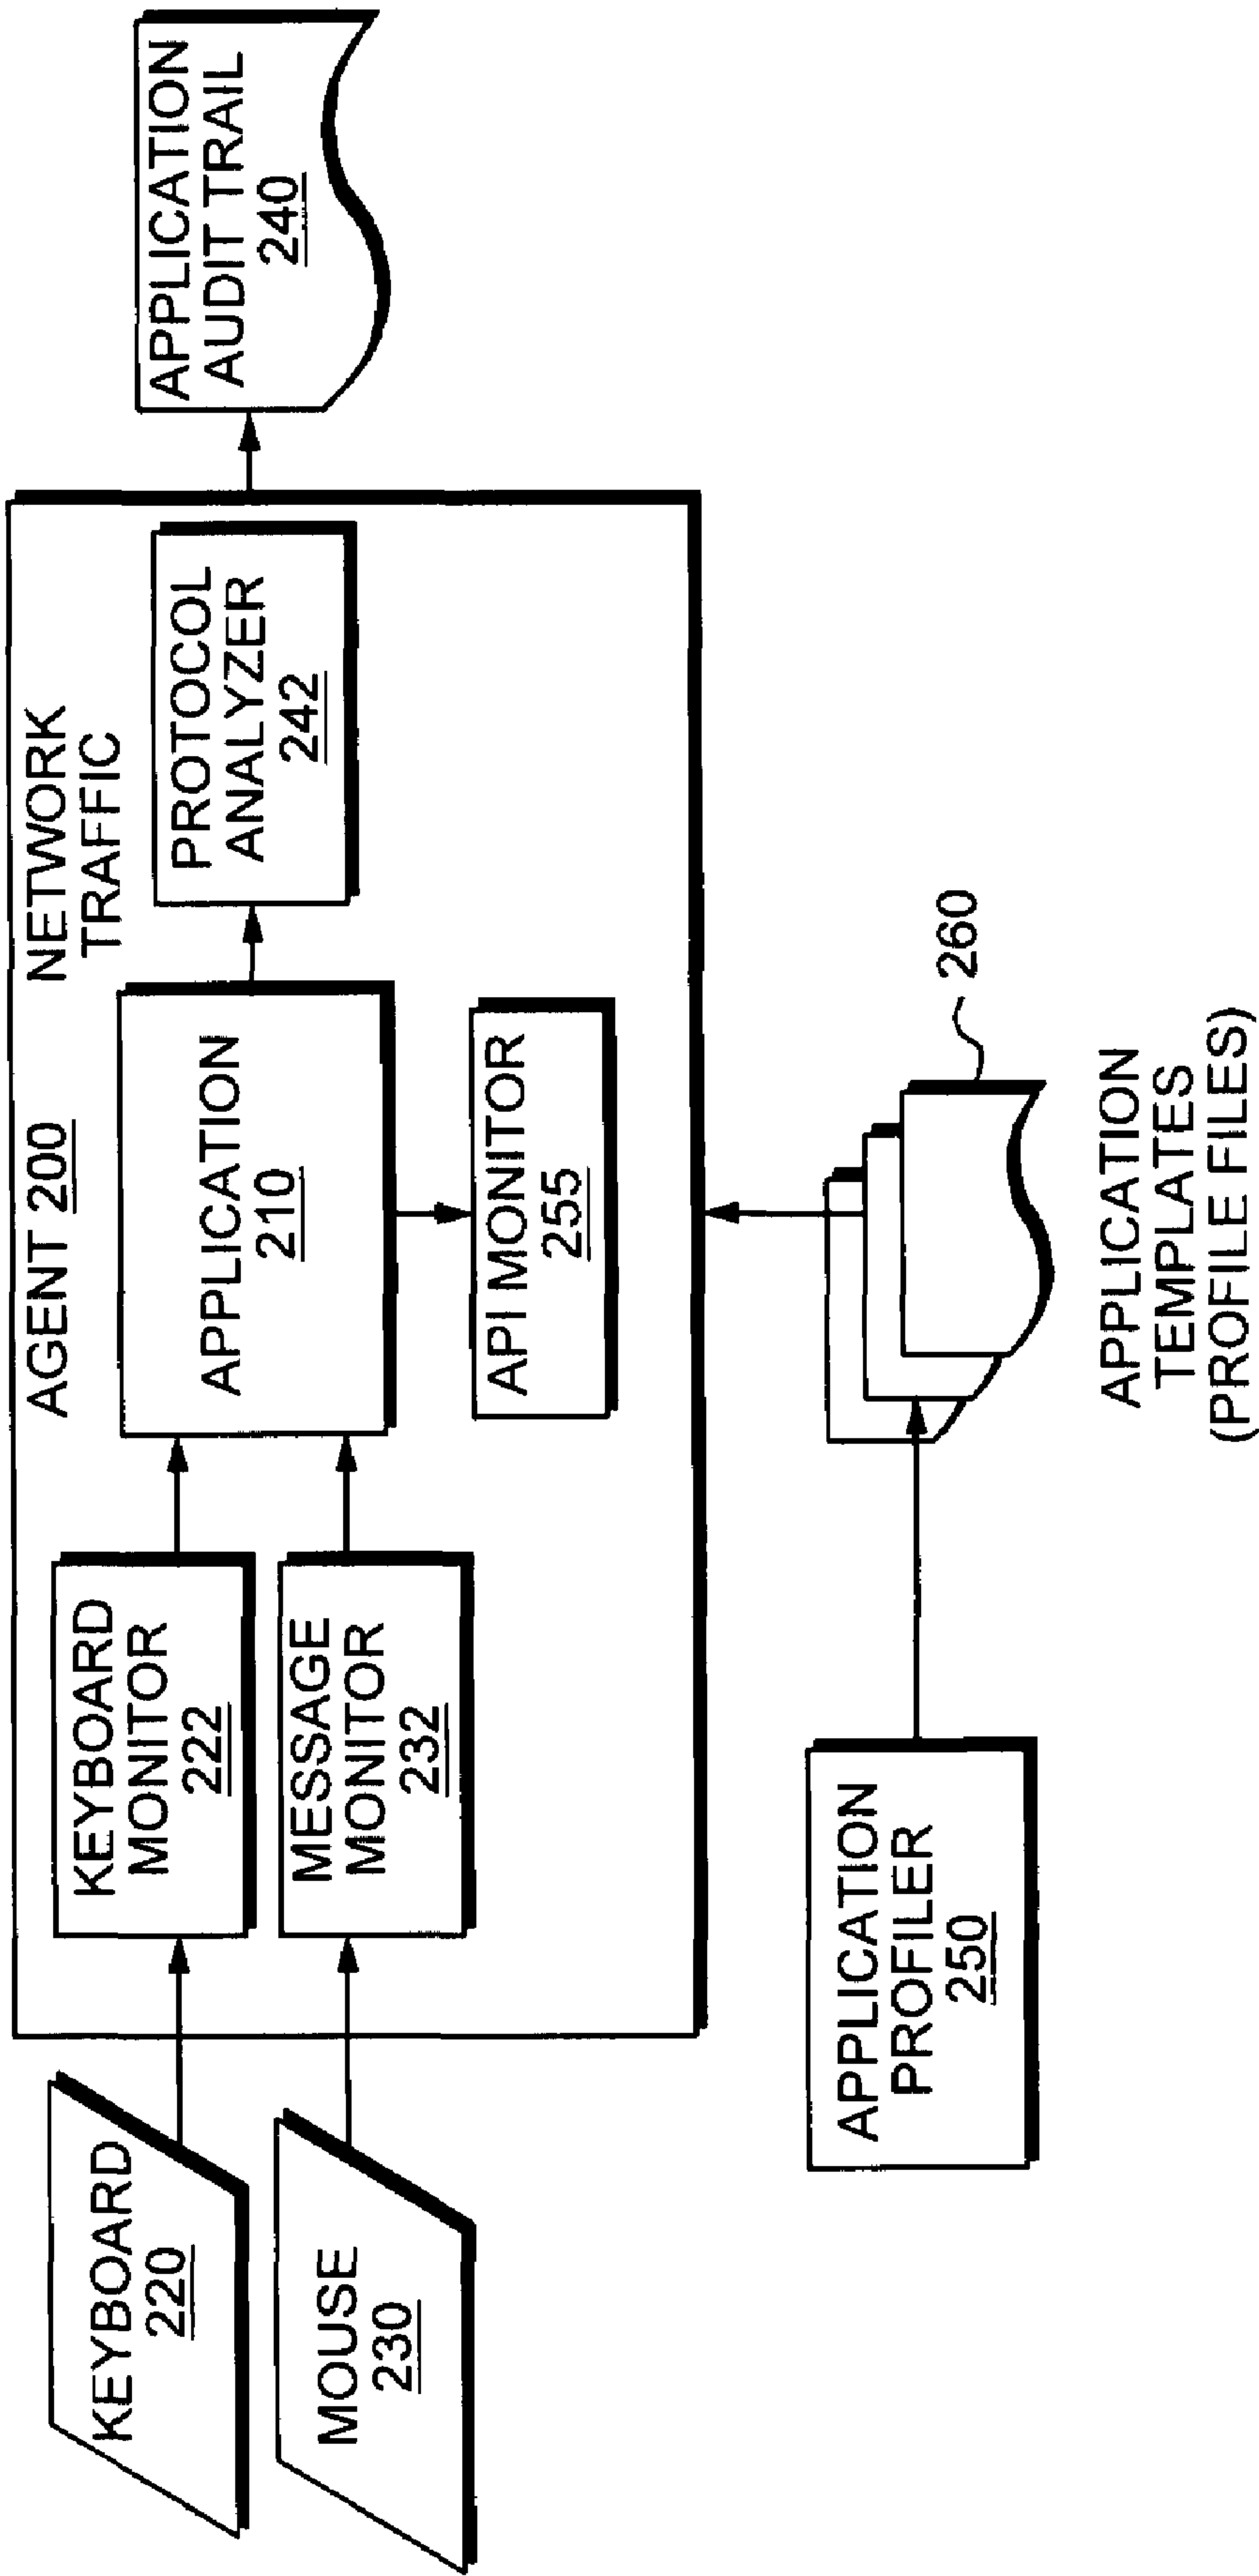 KEYBOARD
220
MOUSE
230
AGENT 200
KEYBOARD
MONITOR
222
MESSAGE
MONITOR
232
APPLICATION
210
API MONITOR
255
NETWORK
TRAFFIC
PROTOCOL
ANALYZER
242
APPLICATION
AUDIT TRAIL
240
APPLICATION
PROFILER
250
260
APPLICATION
TEMPLATES
(PROFILE FILES)